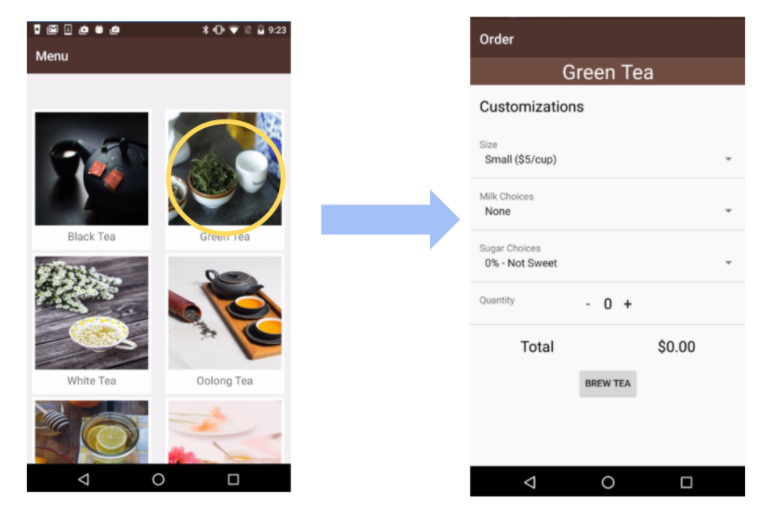 9:23
Menu
Black Tea
Green Tea
White Tea
Oolong Tea
Order
Green Tea
Customizations
Size
Small ($5/cup)
Milk Choices
None
Sugar Choices
0% - Not Sweet
Quantity
- 0 +
Total $0.00
BREW TEA